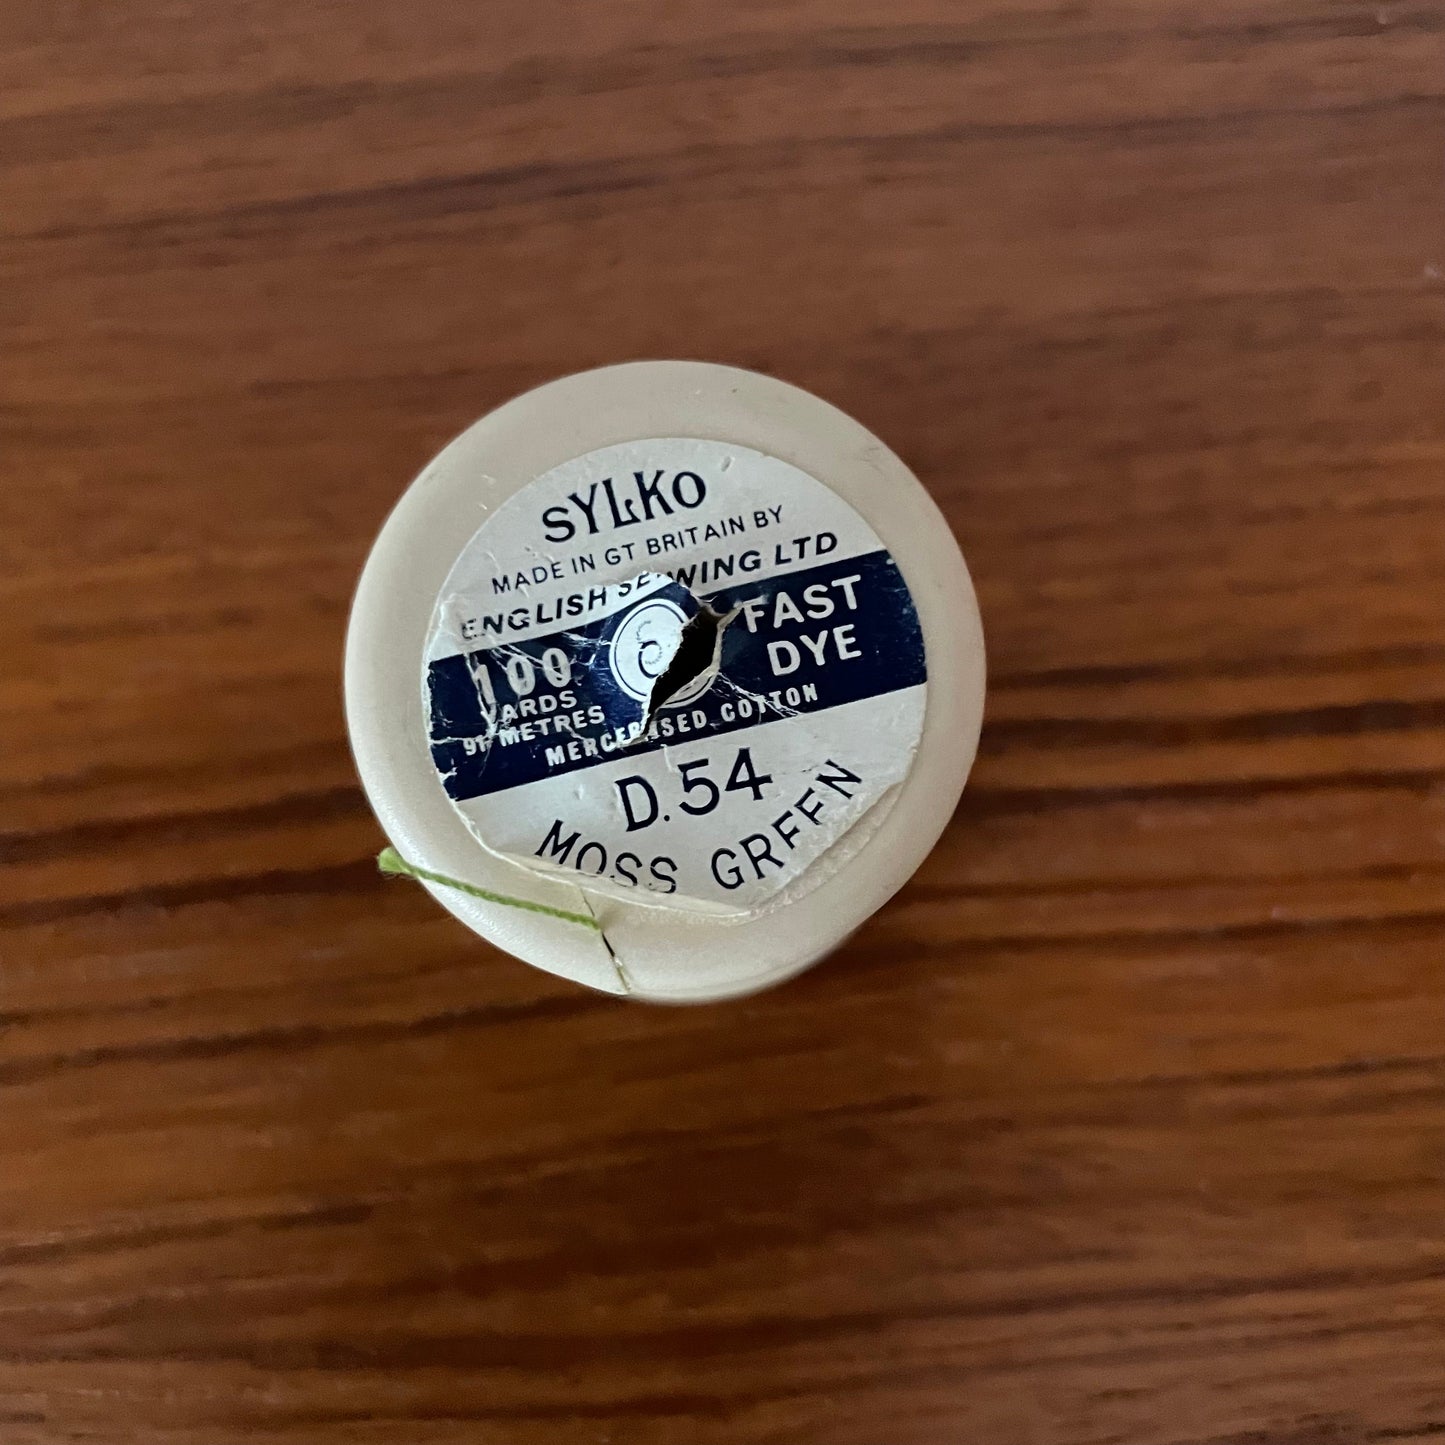 SYLKO
MADE IN GT BRITAIN BY
ENGLISH SEWING LTD
100
YARDS
91 METRES
FAST
DYE
MERCERISED COTTON
D.54
MOSS GREEN